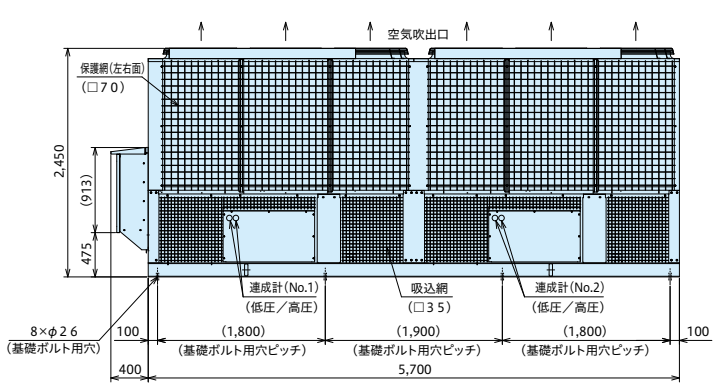 空気吹出口
保護網(左右面)
(□70)
2,450
(913)
475
連成計(No.1)
(低圧/高圧)
吸込網
(□35)
連成計(No.2)
(低圧/高圧)
8×φ26
(基礎ボルト用穴)
100
(1,800)
(基礎ボルト用穴ピッチ)
(1,900)
(基礎ボルト用穴ピッチ)
(1,800)
(基礎ボルト用穴ピッチ)
100
400
5,700